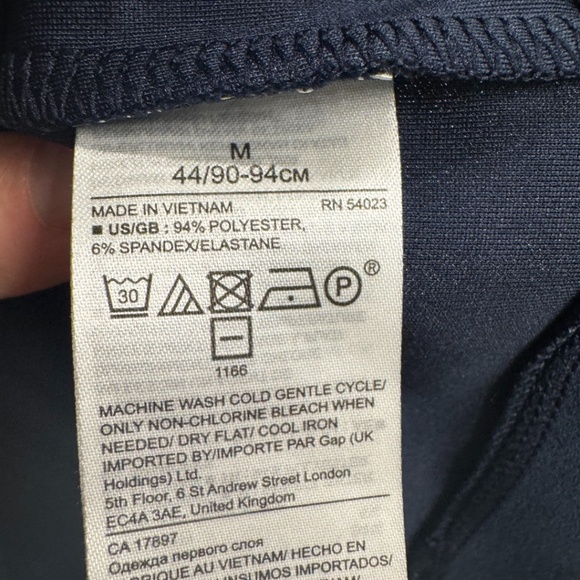 M
44/90-94CM
MADE IN VIETNAM RN 54023
■ US/GB : 94% POLYESTER,
6% SPANDEX/ELASTANE
30 P ®
1166
MACHINE WASH COLD GENTLE CYCLE/
ONLY NON-CHLORINE BLEACH WHEN
NEEDED/ DRY FLAT/ COOL IRON
IMPORTED BY/IMPORTE PAR Gap (UK
Holdings) Ltd.
5th Floor, 6 St Andrew Street London
EC4A 3AE, United Kingdom
CA 17897
Одежда первого слоя
FABRIQUE AU VIETNAM/ HECHO EN
INSUMOS IMPORTADOS/